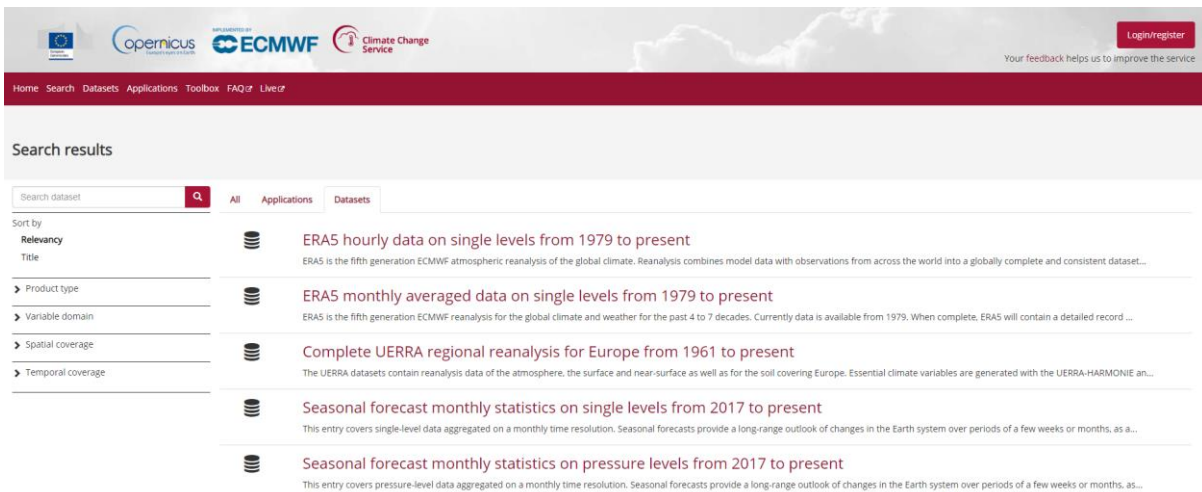 opernicus
IMPLEMENTED BY
ECMWF
Climate Change
Service
Login/register
Your feedback helps us to improve the service
Home Search Datasets Applications Toolbox FAQ Live
Search results
Search dataset
All Applications Datasets
Sort by
Relevancy
Title
Product type
Variable domain
Spatial coverage
Temporal coverage
ERA5 hourly data on single levels from 1979 to present
ERA5 is the fifth generation ECMWF atmospheric reanalysis of the global climate. Reanalysis combines model data with observations from across the world into a globally complete and consistent dataset...
ERA5 monthly averaged data on single levels from 1979 to present
ERA5 is the fifth generation ECMWF reanalysis for the global climate and weather for the past 4 to 7 decades. Currently data is available from 1979. When complete, ERA5 will contain a detailed record ...
Complete UERRA regional reanalysis for Europe from 1961 to present
The UERRA datasets contain reanalysis data of the atmosphere, the surface and near-surface as well as for the soil covering Europe. Essential climate variables are generated with the UERRA-HARMONIE an...
Seasonal forecast monthly statistics on single levels from 2017 to present
This entry covers single-level data aggregated on a monthly time resolution. Seasonal forecasts provide a long-range outlook of changes in the Earth system over periods of a few weeks or months, as a...
Seasonal forecast monthly statistics on pressure levels from 2017 to present
This entry covers pressure-level data aggregated on a monthly time resolution. Seasonal forecasts provide a long-range outlook of changes in the Earth system over periods of a few weeks or months, as...